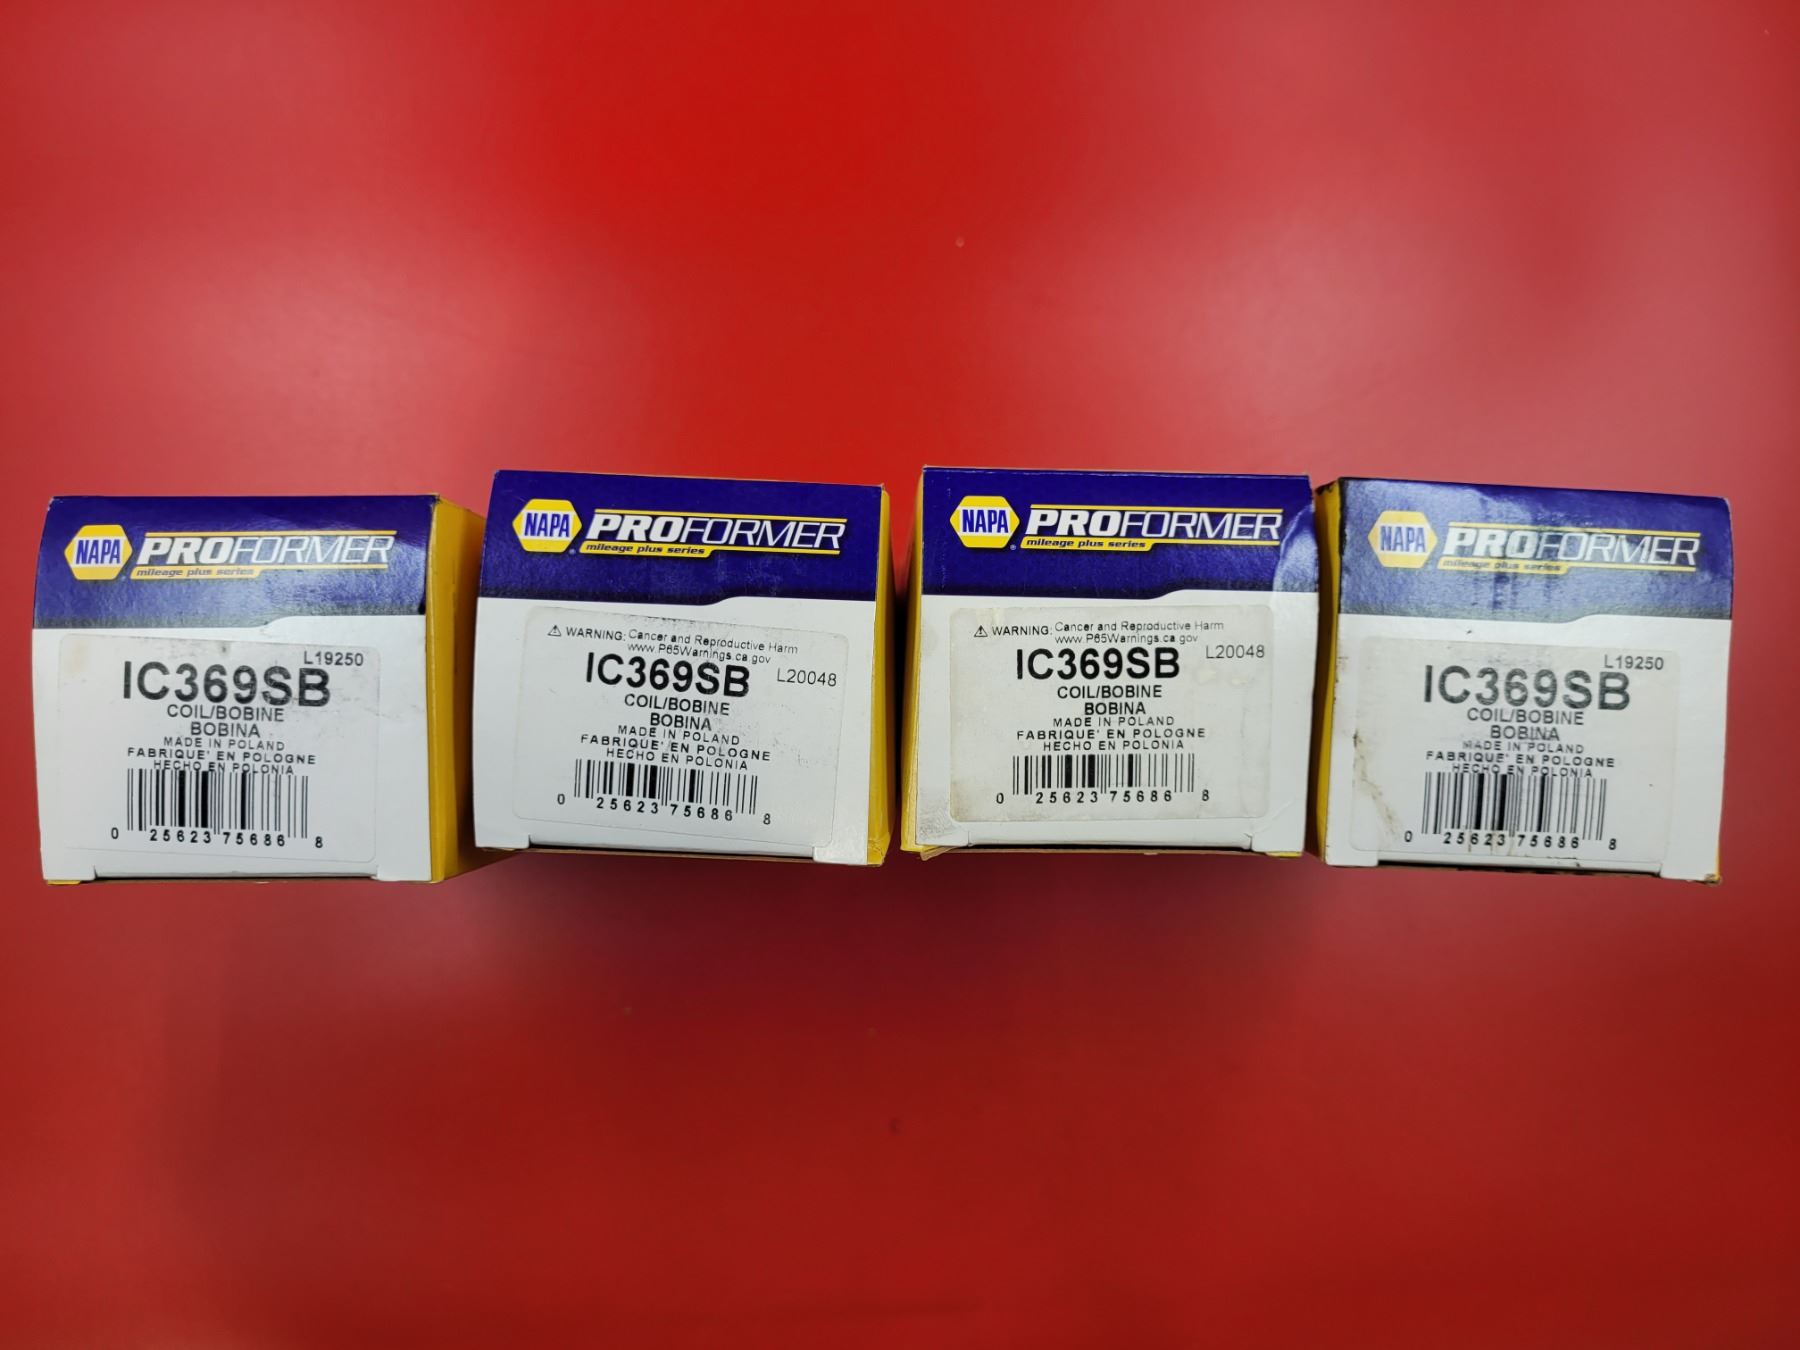 NAPA PROFORMER
mileage plus series
L19250
IC369SB
COIL/BOBINE
BOBINA
MADE IN POLAND
FABRIQUE' EN POLOGNE
HECHO EN POLONIA
0 25623 75686 8
NAPA® PROFORMER
mileage plus series
⚠ WARNING: Cancer and Reproductive Harm
www.P65Warnings.ca.gov
IC369SB L20048
COIL/BOBINE
BOBINA
MADE IN POLAND
FABRIQUE' EN POLOGNE
HECHO EN POLONIA
0 25623 75686 8
NAPA® PROFORMER
mileage plus series
⚠ WARNING: Cancer and Reproductive Harm
www.P65Warnings.ca.gov
IC369SB L20048
COIL/BOBINE
BOBINA
MADE IN POLAND
FABRIQUE' EN POLOGNE
HECHO EN POLONIA
0 25623 75686 8
NAPA PROFORMER
mileage plus series
L19250
IC369SB
COIL/BOBINE
BOBINA
MADE IN POLAND
FABRIQUE' EN POLOGNE
HECHO EN POLONIA
0 25623 75686 8